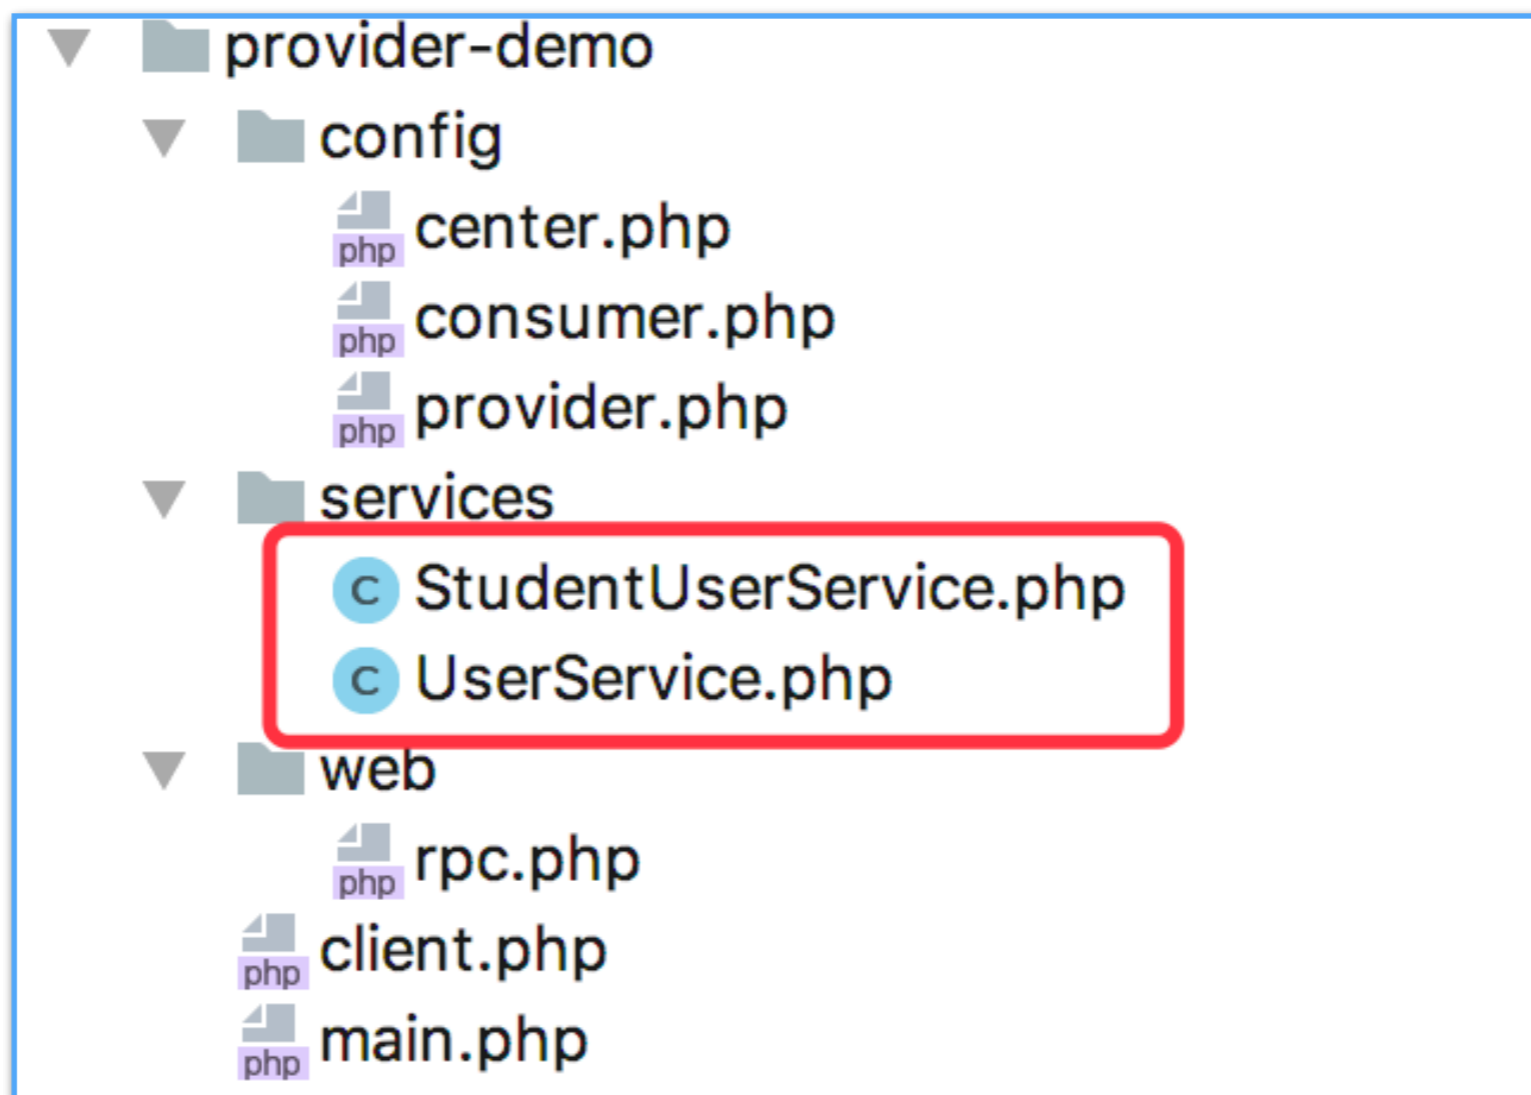 provider-demo
config
php center.php
php consumer.php
php provider.php
services
C StudentUserService.php
C UserService.php
web
php rpc.php
php client.php
php main.php